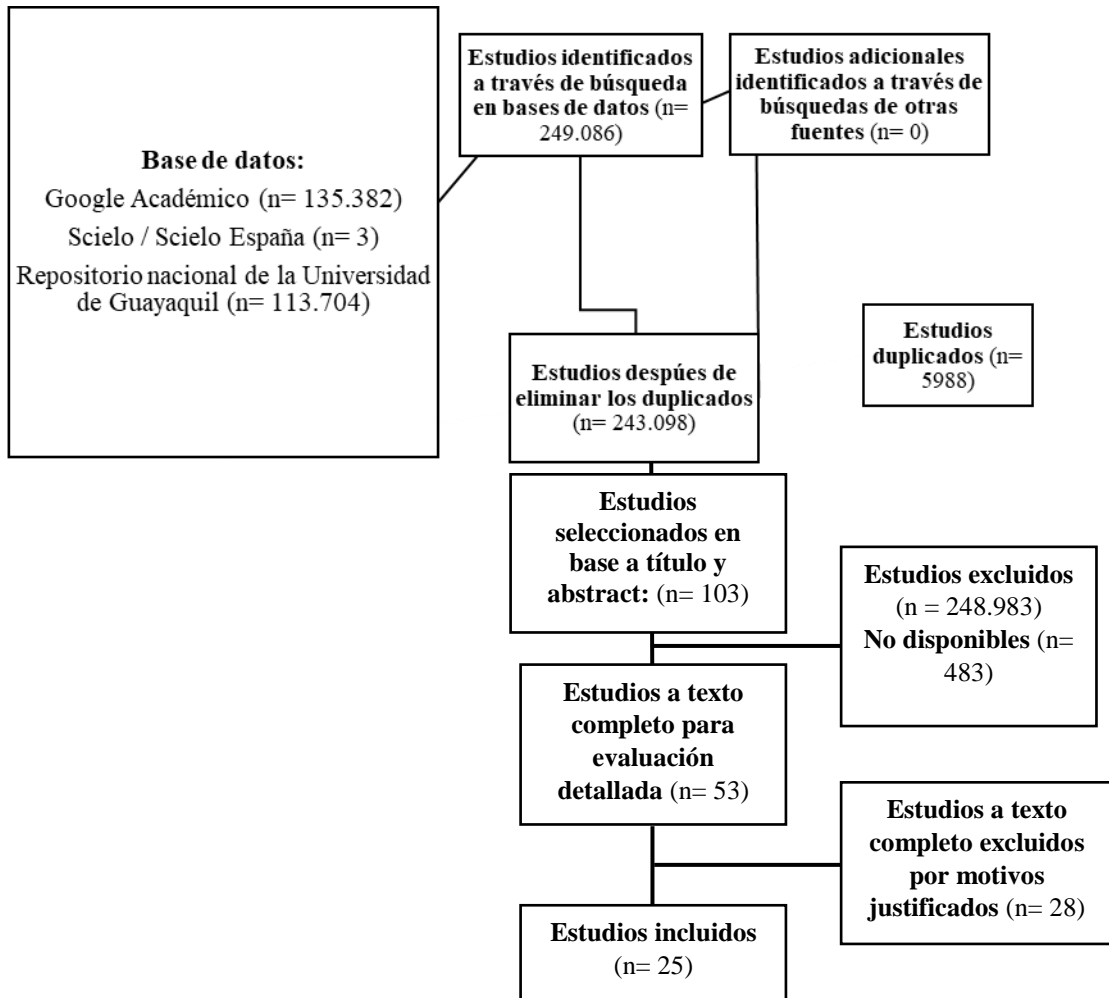 Base de datos:
Google Académico (n= 135.382)
Scielo / Scielo España (n= 3)
Repositorio nacional de la Universidad
de Guayaquil (n= 113.704)
Estudios identificados
a través de búsqueda
en bases de datos (n=
249.086)
Estudios adicionales
identificados a través de
búsquedas de otras
fuentes (n= 0)
Estudios despúes de
eliminar los duplicados
(n= 243.098)
Estudios
duplicados (n=
5988)
Estudios
seleccionados en
base a título y
abstract: (n= 103)
Estudios excluidos
(n = 248.983)
No disponibles (n=
483)
Estudios a texto
completo para
evaluación
detallada (n= 53)
Estudios a texto
completo excluidos
por motivos
justificados (n= 28)
Estudios incluidos
(n= 25)